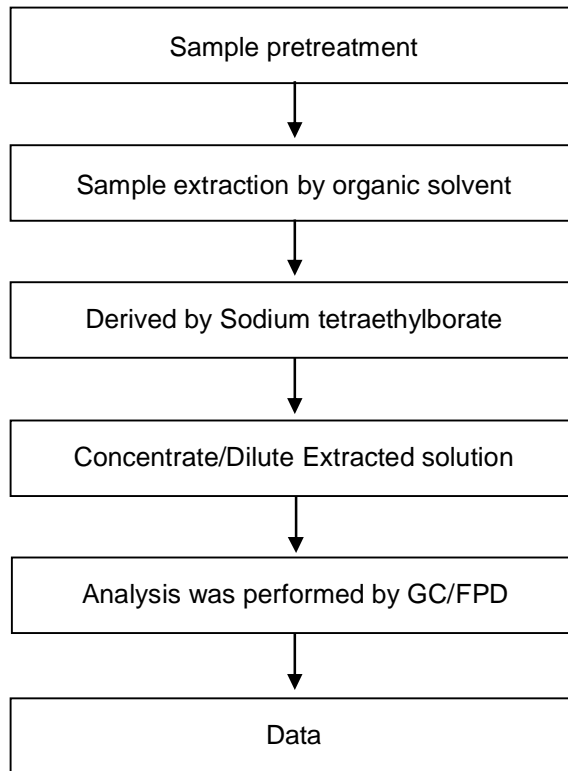 Sample pretreatment
Sample extraction by organic solvent
Derived by Sodium tetraethylborate
Concentrate/Dilute Extracted solution
Analysis was performed by GC/FPD
Data